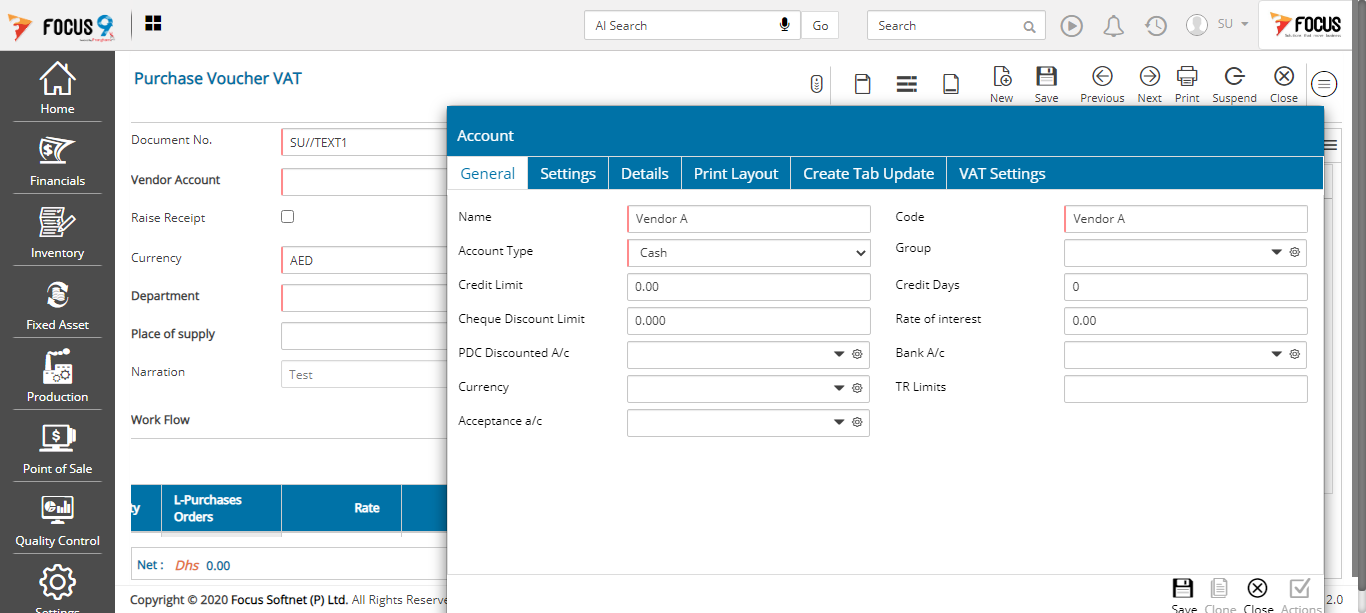 FOCUS 9
AI Search
Go
Search
SU
FOCUS
Home
Financials
Inventory
Fixed Asset
Production
Point of Sale
Quality Control
Settings
Purchase Voucher VAT
New
Save
Previous
Next
Print
Suspend
Close
Document No.
SU//TEXT1
Vendor Account
Raise Receipt
Currency
AED
Department
Place of supply
Narration
Test
Work Flow
L-Purchases
Orders
Rate
Net :
Dhs
0.00
Account
General
Settings
Details
Print Layout
Create Tab Update
VAT Settings
Name
Vendor A
Code
Vendor A
Account Type
Cash
Group
Credit Limit
0.00
Credit Days
0
Cheque Discount Limit
0.000
Rate of interest
0.00
PDC Discounted A/c
Bank A/c
Currency
TR Limits
Acceptance a/c
Save
Clone
Close
Actions
Copyright © 2020 Focus Softnet (P) Ltd. All Rights Reserve
2.0